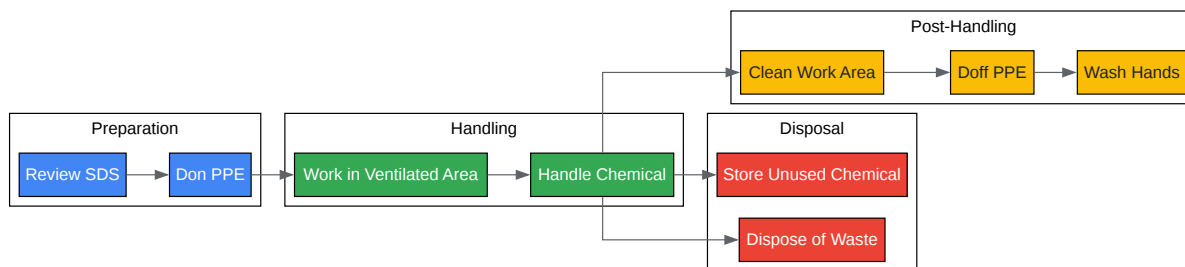 Post-Handling
Clean Work Area
Doff PPE
Wash Hands
Preparation
Review SDS
Don PPE
Handling
Work in Ventilated Area
Handle Chemical
Disposal
Store Unused Chemical
Dispose of Waste